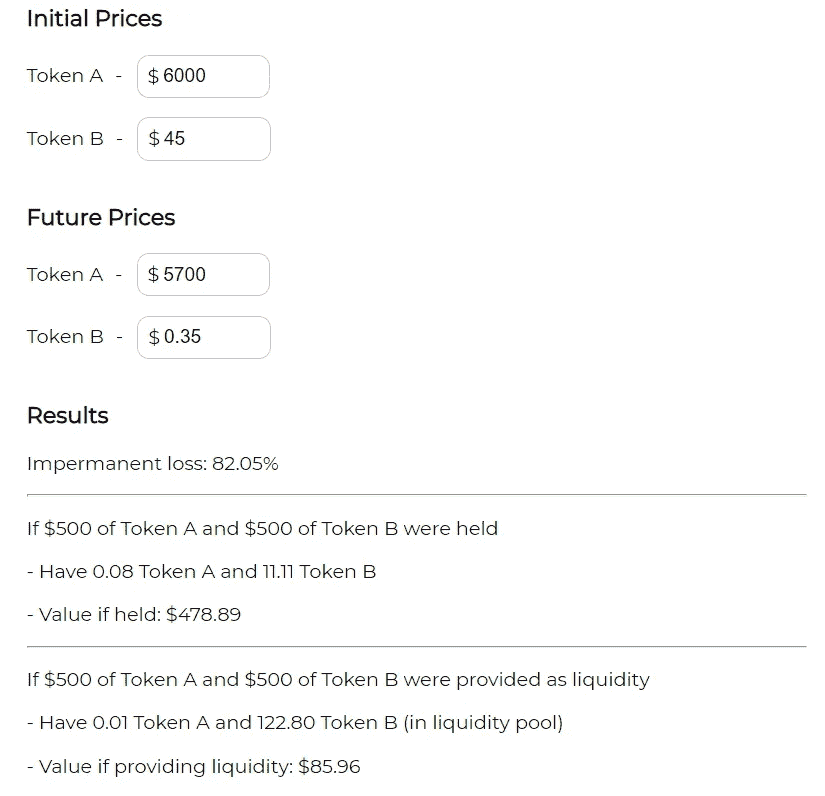 Initial Prices
Token A - $ 6000
Token B - $ 45
Future Prices
Token A - $ 5700
Token B - $ 0.35
Results
Impermanent loss: 82.05%
If $500 of Token A and $500 of Token B were held
- Have 0.08 Token A and 11.11 Token B
- Value if held: $478.89
If $500 of Token A and $500 of Token B were provided as liquidity
- Have 0.01 Token A and 122.80 Token B (in liquidity pool)
- Value if providing liquidity: $85.96